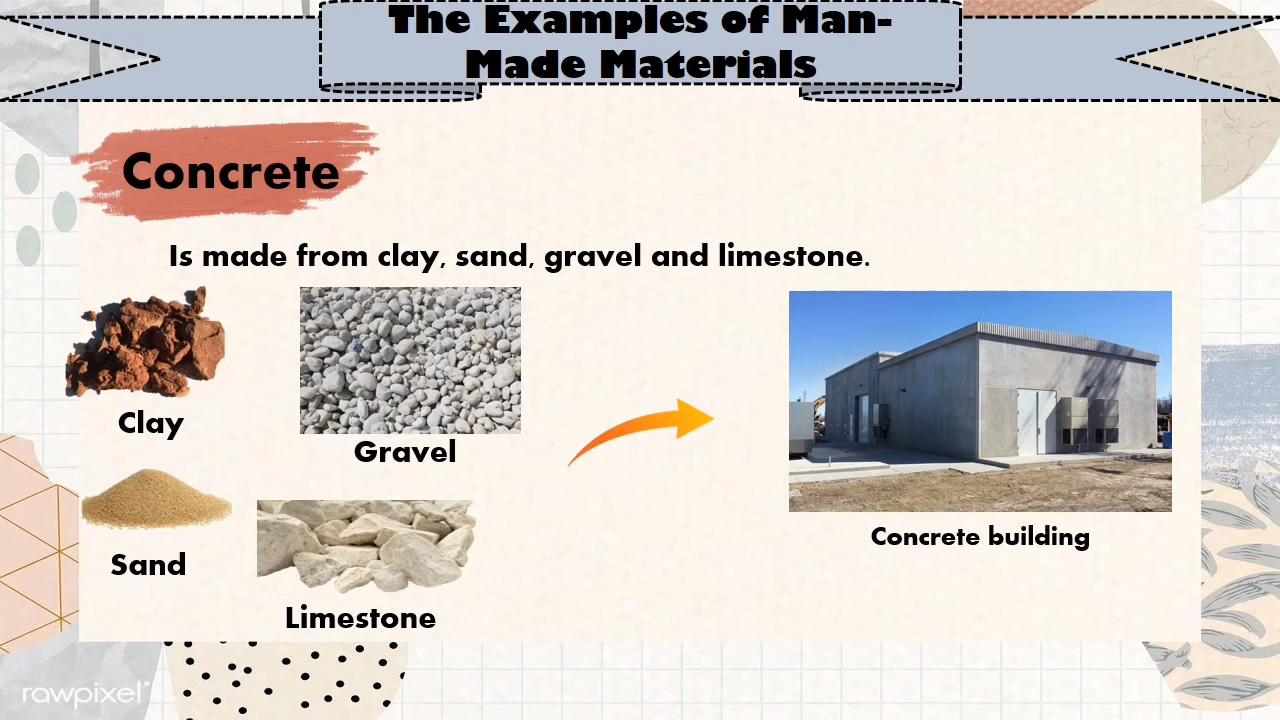 The Examples of Man-
Made Materials
Concrete
Is made from clay, sand, gravel and limestone.
Clay
Gravel
Sand
Limestone
Concrete building
rawpixel